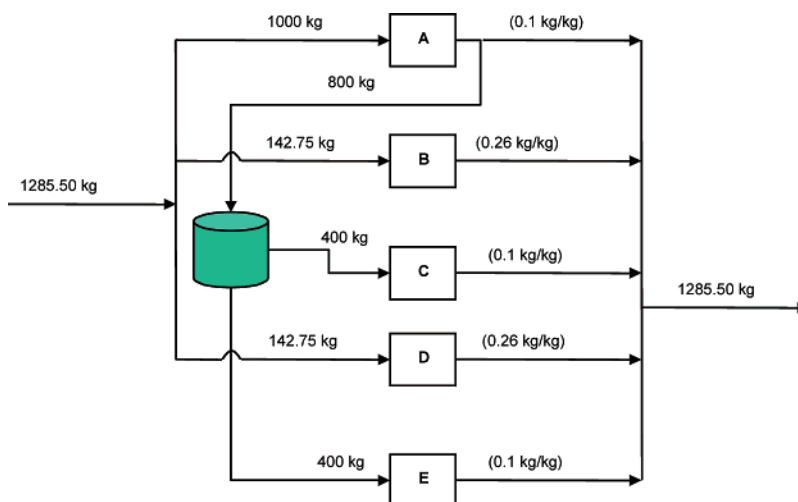 1000 kg
A
(0.1 kg/kg)
800 kg
142.75 kg
B
(0.26 kg/kg)
1285.50 kg
400 kg
C
(0.1 kg/kg)
1285.50 kg
142.75 kg
D
(0.26 kg/kg)
400 kg
E
(0.1 kg/kg)